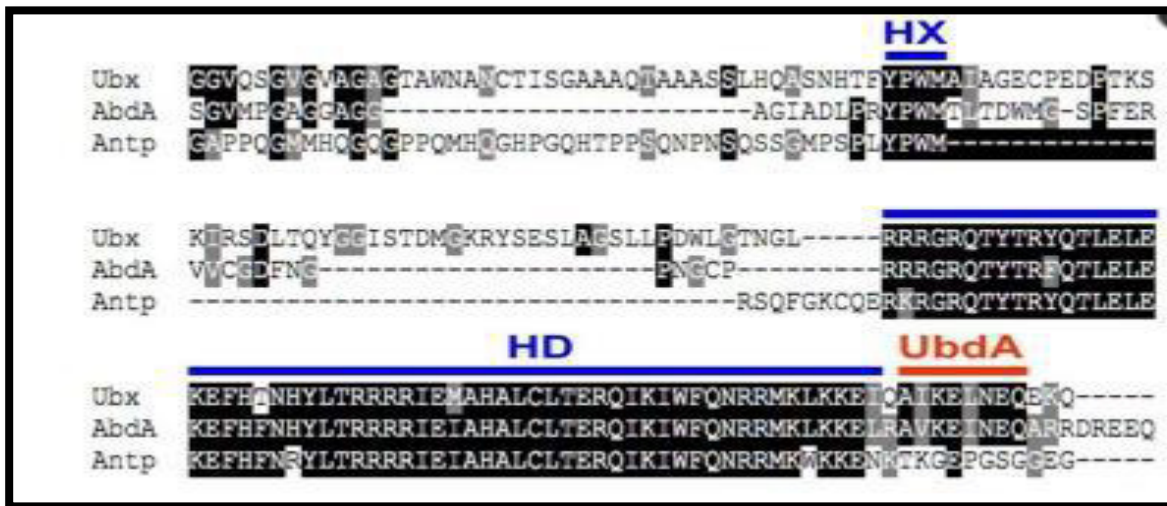 HX
Ubx GGVQSGVGVAGAGTAWNANCTISGAAAQTAAASSLHQASNHTFYPWMAIAGECPEDPTKS
AbdA SGVMPGAGGAGG-----------------------AGIADLPRYPWMTLTDWMG-SPFER
Antp GAPPQGMMHQGQGPPQMHQGHPGQHTPPSQNPNSQSSGMPSPLYPWM-------------
Ubx KIRSDLTQYGGISTDMGKRYSESLAGSLLPDWLGTNGL-----RRRGRQTYTRYQTLELE
AbdA VVCGDFNG---------------------PNGCP---------RRRGRQTYTRFQTLELE
Antp ----------------------------------RSQFGKCQERKRGRQTYTRYQTLELE
HD UbdA
Ubx KEFHTNHYLTRRRRIEMAHALCLTERQIKIWFQNRRMKLKKEIQAIKELNEQEKQ-----
AbdA KEFHFNHYLTRRRRIEIAHALCLTERQIKIWFQNRRMKLKKELRAVKEINEQARRDREEQ
Antp KEFHFNRYLTRRRRIEIAHALCLTERQIKIWFQNRRMKWKKENKTKGEPGSGGEG-----